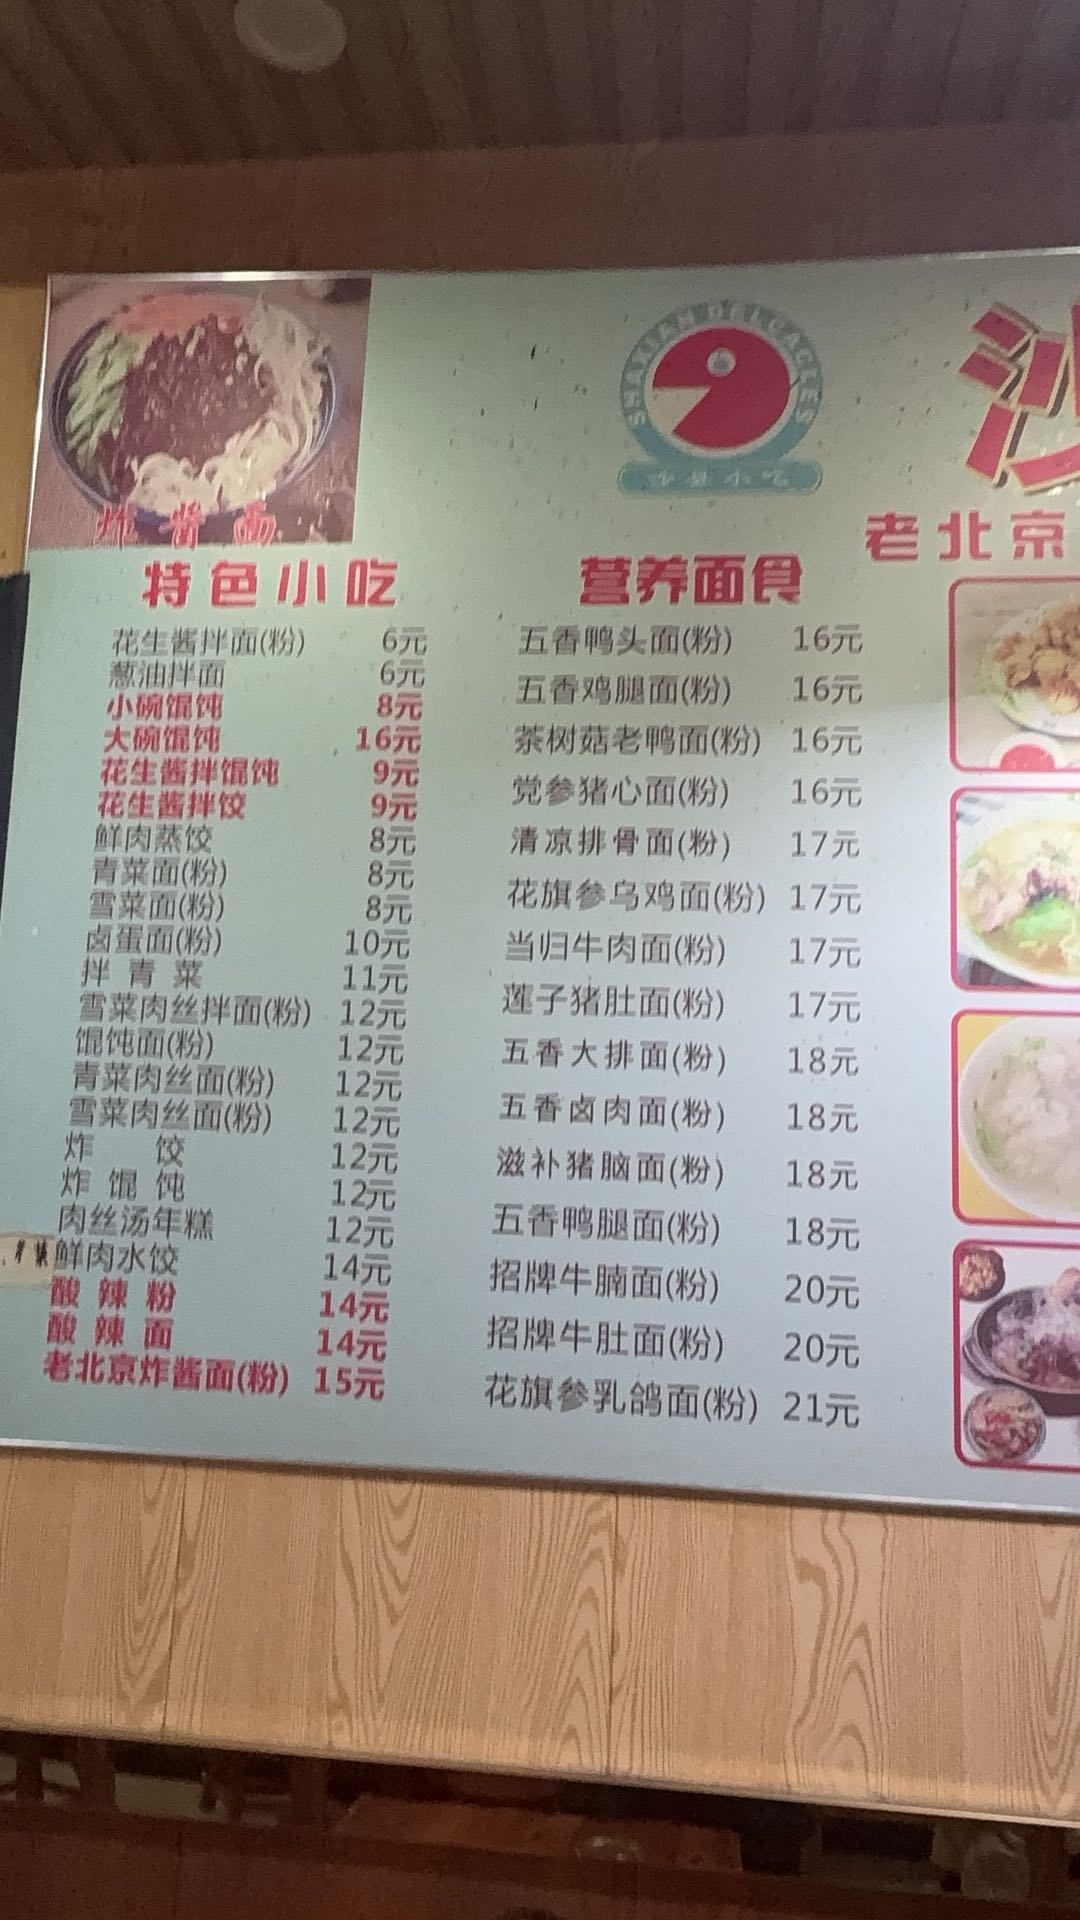 SHAXIAN DELICACIES
沙县小吃
沙
炸酱面
老北京
特色小吃
花生酱拌面(粉) 6元
葱油拌面 6元
小碗馄饨 8元
大碗馄饨 16元
花生酱拌馄饨 9元
花生酱拌饺 9元
鲜肉蒸饺 8元
青菜面(粉) 8元
雪菜面(粉) 8元
卤蛋面(粉) 10元
拌青菜 11元
雪菜肉丝拌面(粉) 12元
馄饨面(粉) 12元
青菜肉丝面(粉) 12元
雪菜肉丝面(粉) 12元
炸饺 12元
炸馄饨 12元
肉丝汤年糕 12元
鲜肉水饺 14元
酸辣粉 14元
酸辣面 14元
老北京炸酱面(粉) 15元
营养面食
五香鸭头面(粉) 16元
五香鸡腿面(粉) 16元
茶树菇老鸭面(粉) 16元
党参猪心面(粉) 16元
清凉排骨面(粉) 17元
花旗参乌鸡面(粉) 17元
当归牛肉面(粉) 17元
莲子猪肚面(粉) 17元
五香大排面(粉) 18元
五香卤肉面(粉) 18元
滋补猪脑面(粉) 18元
五香鸭腿面(粉) 18元
招牌牛腩面(粉) 20元
招牌牛肚面(粉) 20元
花旗参乳鸽面(粉) 21元